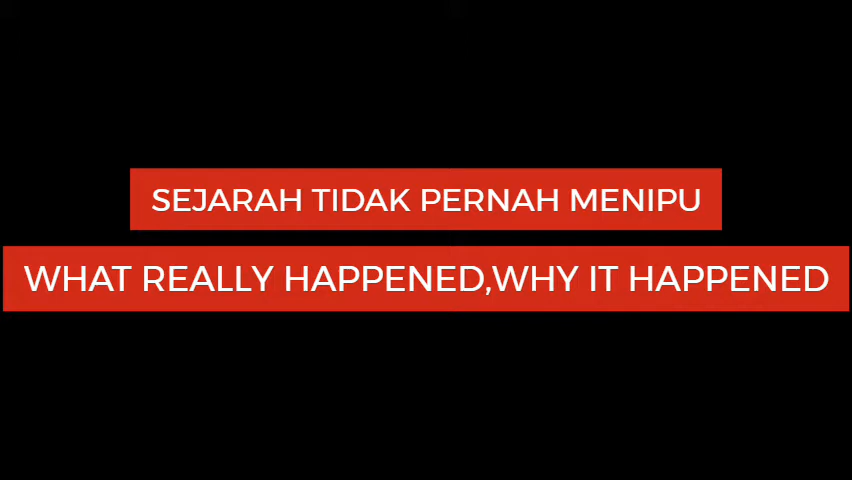 SEJARAH TIDAK PERNAH MENIPU
WHAT REALLY HAPPENED,WHY IT HAPPENED